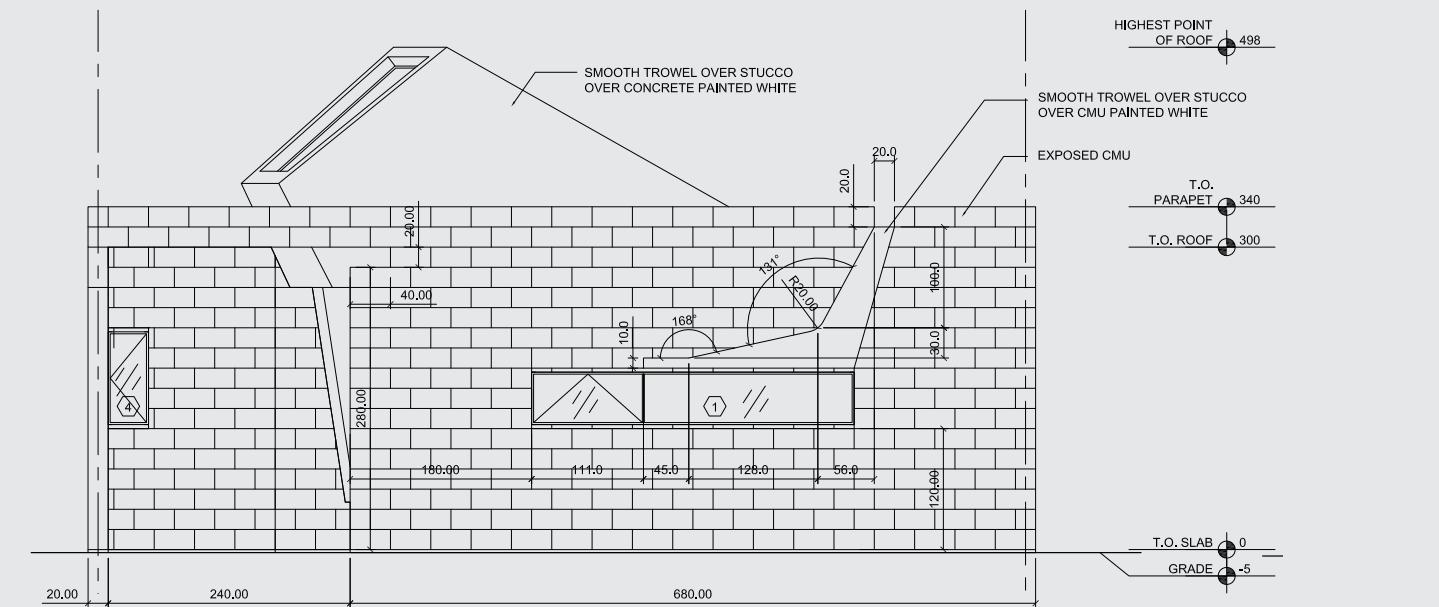 HIGHEST POINT
OF ROOF 498
SMOOTH TROWEL OVER STUCCO
OVER CONCRETE PAINTED WHITE
SMOOTH TROWEL OVER STUCCO
OVER CMU PAINTED WHITE
EXPOSED CMU
20.0
20.0
T.O.
PARAPET 340
T.O. ROOF 300
20.00
131°
R20.00
100.0
40.00
168°
10.0
30.0
4
1
280.00
180.00
111.0
45.0
128.0
56.0
120.00
T.O. SLAB 0
GRADE -5
20.00
240.00
680.00